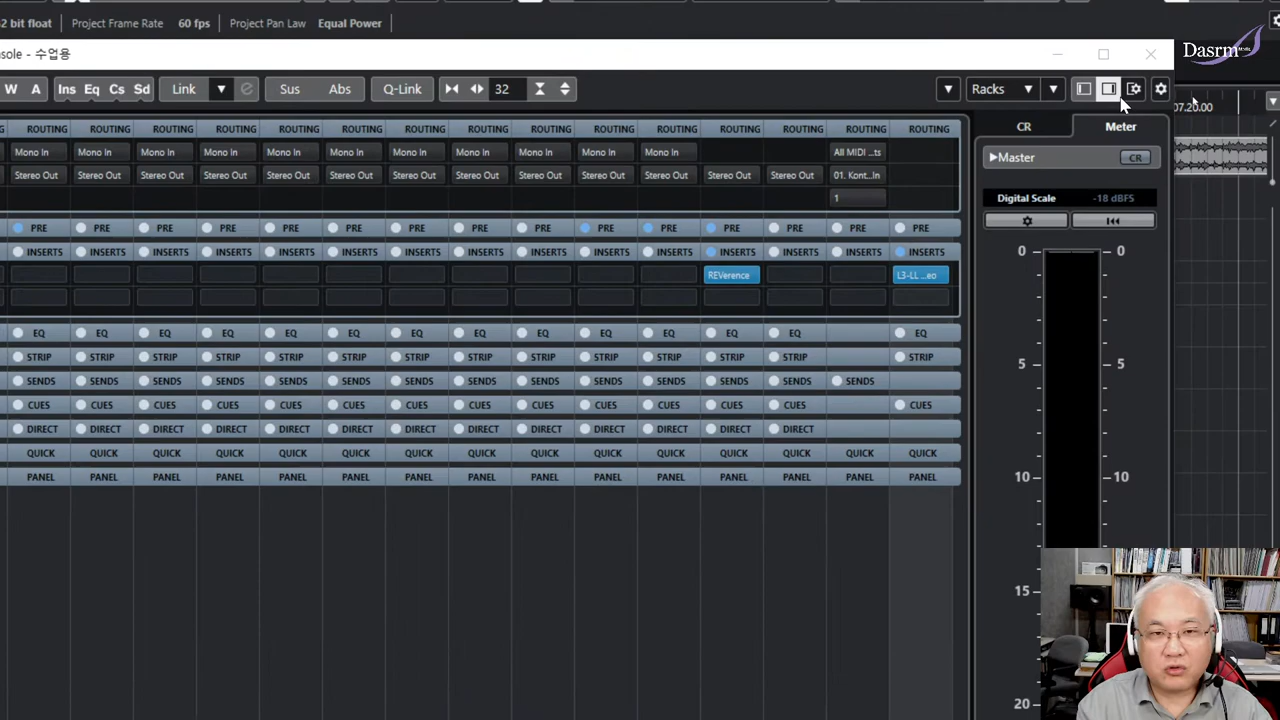 2 bit float Project Frame Rate 60 fps Project Pan Law Equal Power
Dasrm Media
sole - 수업용
W A Ins Eq Cs Sd Link Sus Abs Q-Link 32 Racks
07.20.00
ROUTING ROUTING ROUTING ROUTING ROUTING ROUTING ROUTING ROUTING ROUTING ROUTING ROUTING ROUTING ROUTING ROUTING ROUTING
Mono In Mono In Mono In Mono In Mono In Mono In Mono In Mono In Mono In Mono In Mono In All MIDI ...ts
Stereo Out Stereo Out Stereo Out Stereo Out Stereo Out Stereo Out Stereo Out Stereo Out Stereo Out Stereo Out Stereo Out Stereo Out Stereo Out 01. Kont...In
1
PRE PRE PRE PRE PRE PRE PRE PRE PRE PRE PRE PRE PRE PRE PRE
INSERTS INSERTS INSERTS INSERTS INSERTS INSERTS INSERTS INSERTS INSERTS INSERTS INSERTS INSERTS INSERTS INSERTS INSERTS
REVerence L3-LL ...eo
EQ EQ EQ EQ EQ EQ EQ EQ EQ EQ EQ EQ EQ EQ
STRIP STRIP STRIP STRIP STRIP STRIP STRIP STRIP STRIP STRIP STRIP STRIP STRIP STRIP
SENDS SENDS SENDS SENDS SENDS SENDS SENDS SENDS SENDS SENDS SENDS SENDS SENDS SENDS
CUES CUES CUES CUES CUES CUES CUES CUES CUES CUES CUES CUES CUES CUES
DIRECT DIRECT DIRECT DIRECT DIRECT DIRECT DIRECT DIRECT DIRECT DIRECT DIRECT DIRECT DIRECT
QUICK QUICK QUICK QUICK QUICK QUICK QUICK QUICK QUICK QUICK QUICK QUICK QUICK QUICK QUICK
PANEL PANEL PANEL PANEL PANEL PANEL PANEL PANEL PANEL PANEL PANEL PANEL PANEL PANEL PANEL
CR Meter
Master CR
Digital Scale -18 dBFS
0 0
5 5
10 10
15
20